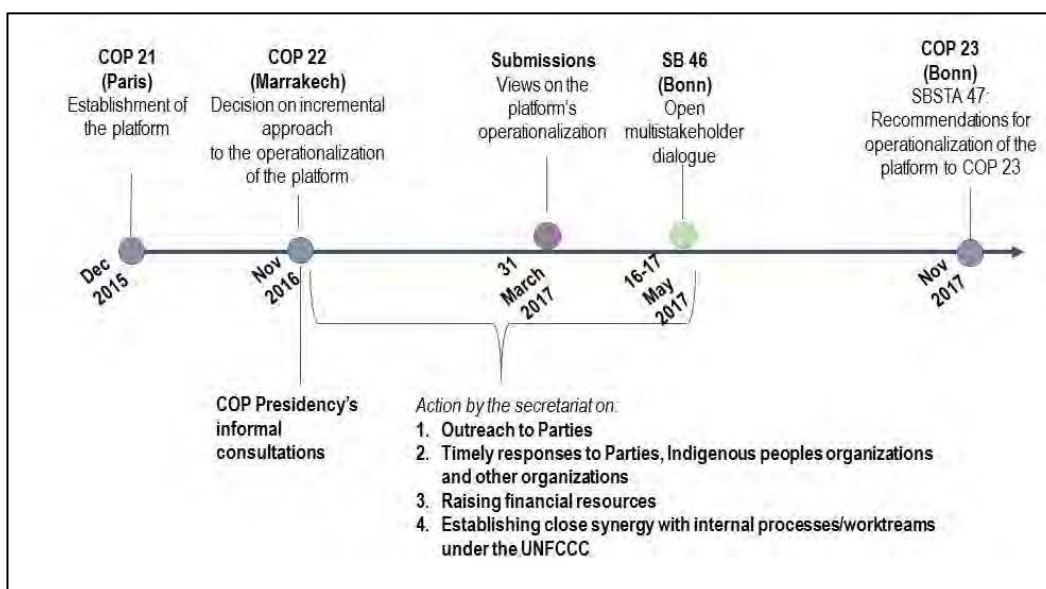 COP 21
(Paris)
Establishment of
the platform
COP 22
(Marrakech)
Decision on incremental
approach
to the operationalization
of the platform
Submissions
Views on the
platform's
operationalization
SB 46
(Bonn)
Open
multistakeholder
dialogue
COP 23
(Bonn)
SBSTA 47:
Recommendations for
operationalization of the
platform to COP 23
Dec
2015
Nov
2016
31
March
2017
16-17
May
2017
Nov
2017
COP Presidency's
informal
consultations
Action by the secretariat on:
1. Outreach to Parties
2. Timely responses to Parties, Indigenous peoples organizations
and other organizations
3. Raising financial resources
4. Establishing close synergy with internal processes/worktreams
under the UNFCCC